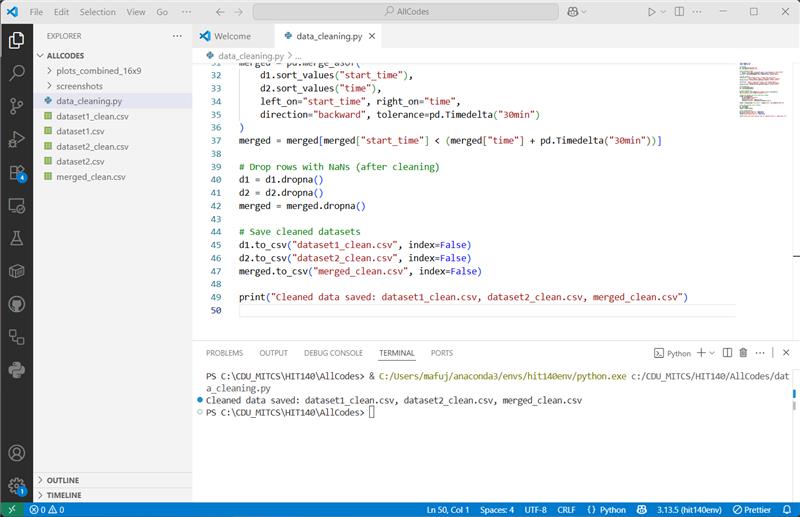 File Edit Selection View Go ··· AllCodes
EXPLORER ···
Welcome data_cleaning.py
ALLCODES
data_cleaning.py > ...
plots_combined_16x9
screenshots
data_cleaning.py
dataset1_clean.csv
dataset1.csv
dataset2_clean.csv
dataset2.csv
merged_clean.csv
31 merged = pd.merge_asof(
32 d1.sort_values("start_time"),
33 d2.sort_values("time"),
34 left_on="start_time", right_on="time",
35 direction="backward", tolerance=pd.Timedelta("30min")
36 )
37 merged = merged[merged["start_time"] < (merged["time"] + pd.Timedelta("30min"))]
38
39 # Drop rows with NaNs (after cleaning)
40 d1 = d1.dropna()
41 d2 = d2.dropna()
42 merged = merged.dropna()
43
44 # Save cleaned datasets
45 d1.to_csv("dataset1_clean.csv", index=False)
46 d2.to_csv("dataset2_clean.csv", index=False)
47 merged.to_csv("merged_clean.csv", index=False)
48
49 print("Cleaned data saved: dataset1_clean.csv, dataset2_clean.csv, merged_clean.csv")
50
PROBLEMS OUTPUT DEBUG CONSOLE TERMINAL PORTS Python
PS C:\CDU_MITCS\HIT140\AllCodes> & C:/Users/mafuj/anaconda3/envs/hit140env/python.exe c:/CDU_MITCS/HIT140/AllCodes/dat
a_cleaning.py
Cleaned data saved: dataset1_clean.csv, dataset2_clean.csv, merged_clean.csv
PS C:\CDU_MITCS\HIT140\AllCodes>
4
1
OUTLINE
TIMELINE
0 0 Ln 50, Col 1 Spaces: 4 UTF-8 CRLF {} Python 3.13.5 (hit140env) Prettier